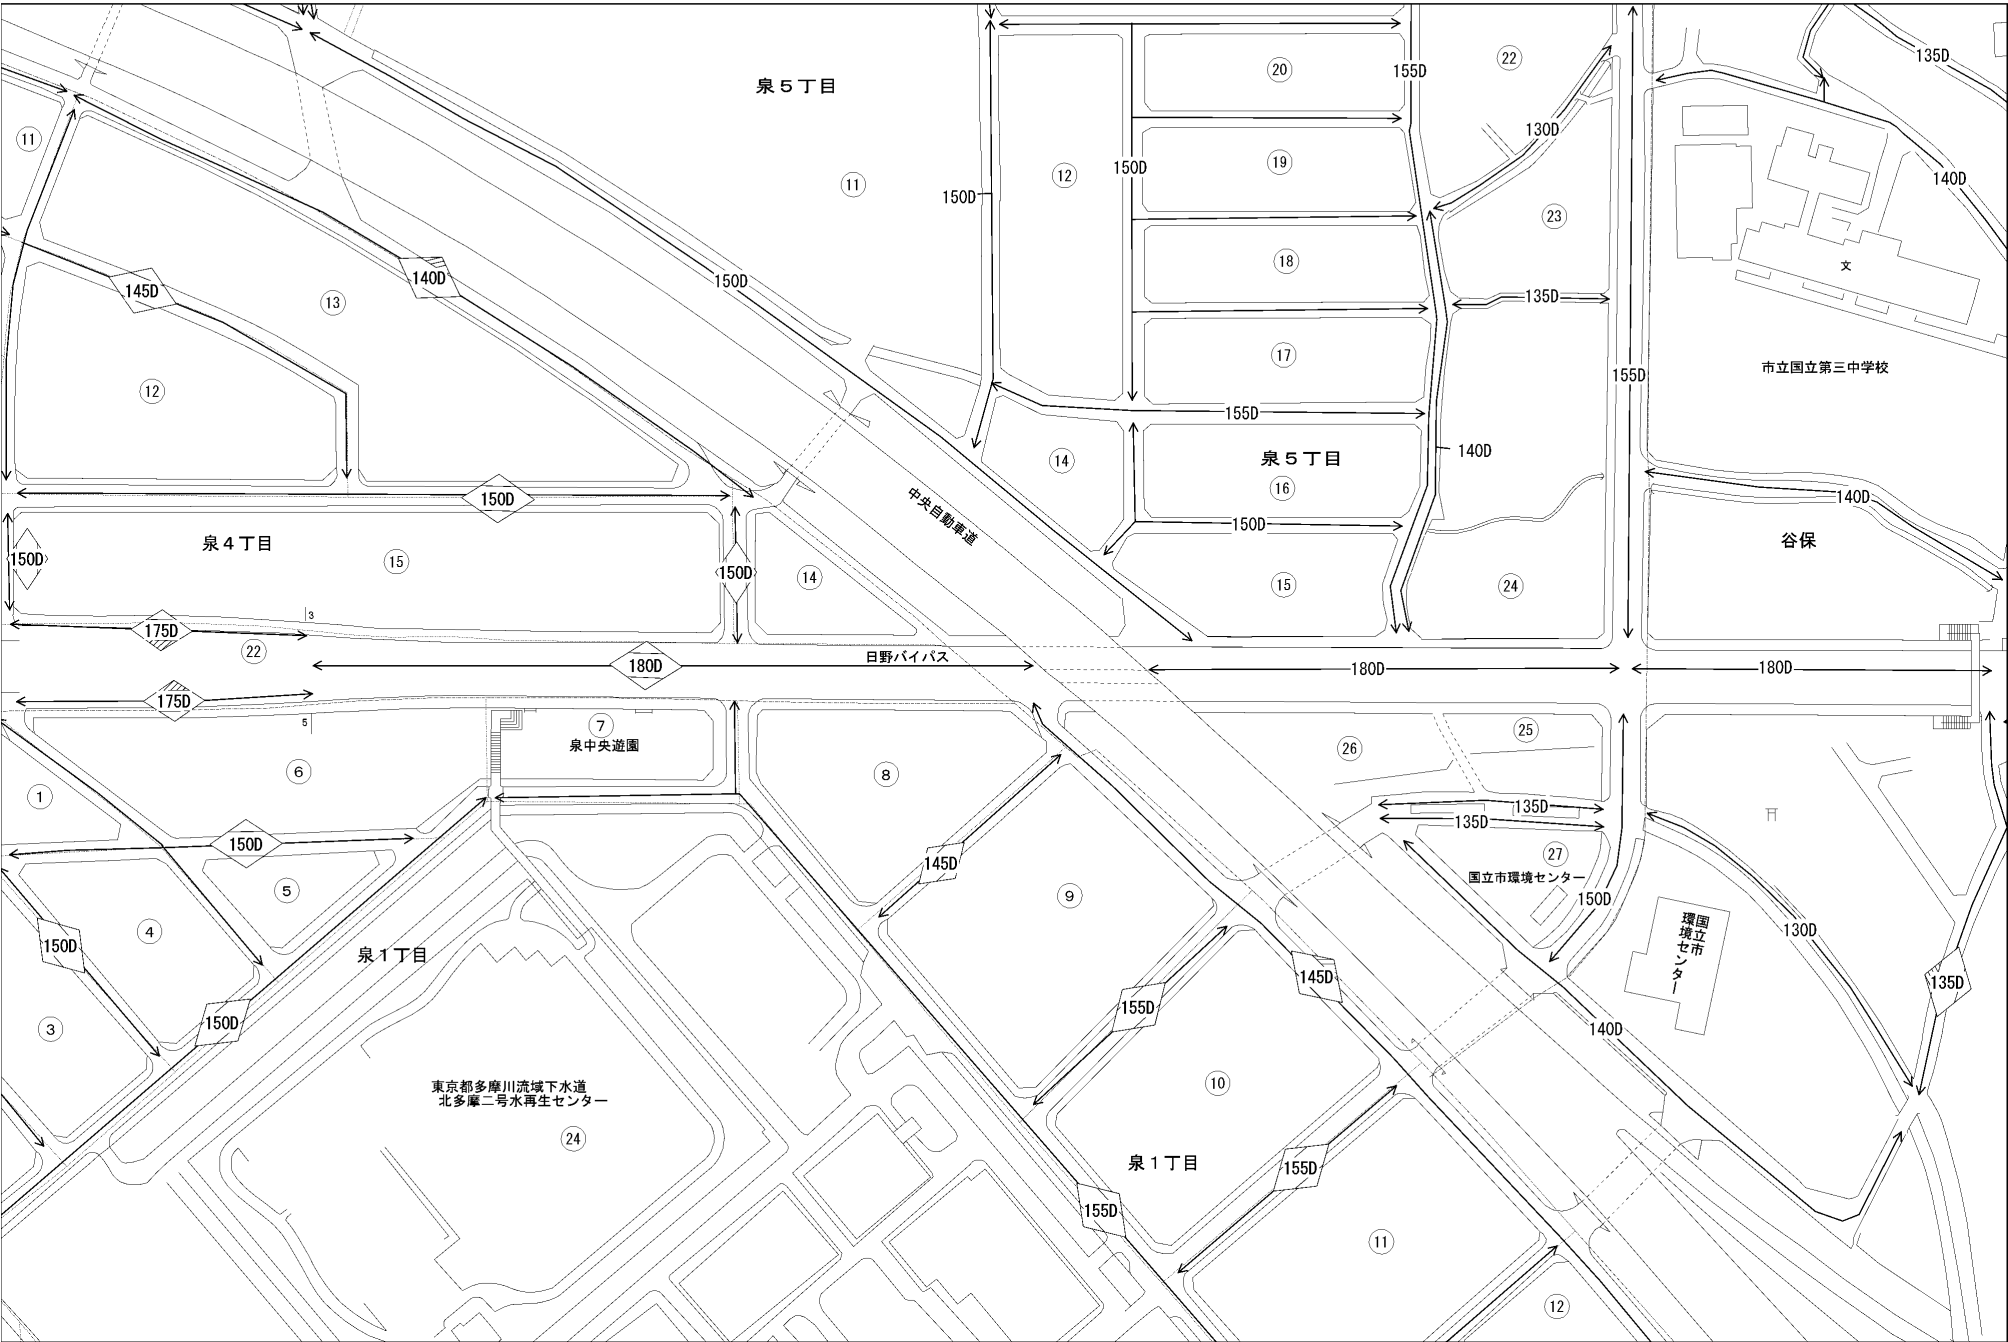 泉５丁目
20
22
155D
135D
11
130D
19
12
150D
150D
11
140D
23
18
文
145D
13
140D
150D
135D
17
市立国立第三中学校
12
155D
155D
泉５丁目
14
140D
16
150D
中央自動車道
150D
140D
泉４丁目
谷保
15
150D
150D
14
15
24
3
175D
22
180D
日野バイパス
180D
180D
175D
5
7
泉中央遊園
25
26
6
8
1
135D
135D
150D
145D
27
国立市環境センター
5
9
150D
4
150D
国立市
環境センター
130D
泉１丁目
145D
135D
155D
150D
3
140D
東京都多摩川流域下水道
北多摩二号水再生センター
10
24
泉１丁目
155D
155D
11
12